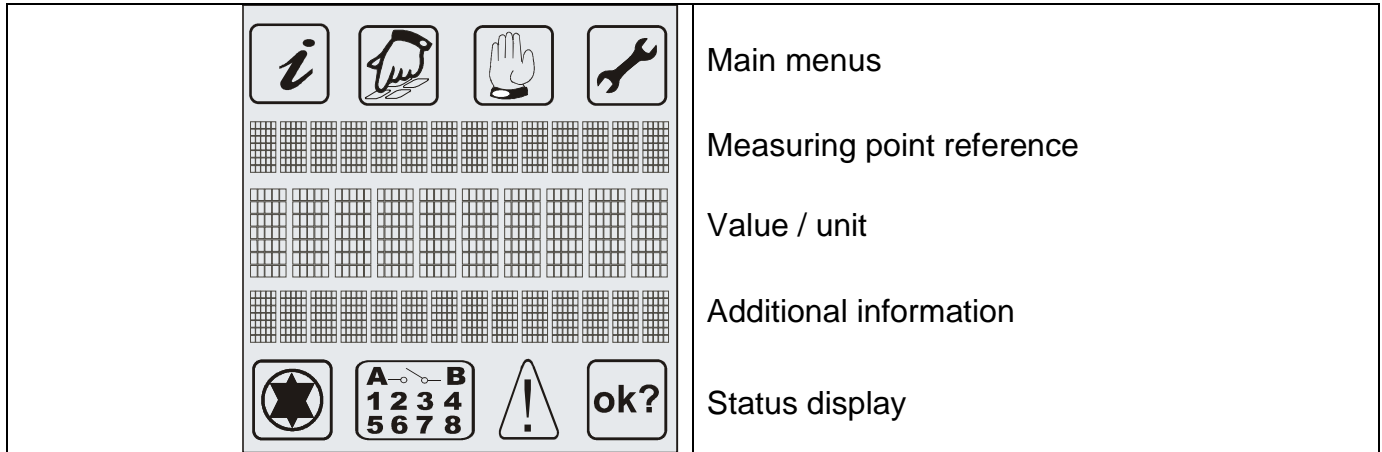 i
Main menus
Measuring point reference
Value / unit
Additional information
A B
1 2 3 4
5 6 7 8
!
ok?
Status display